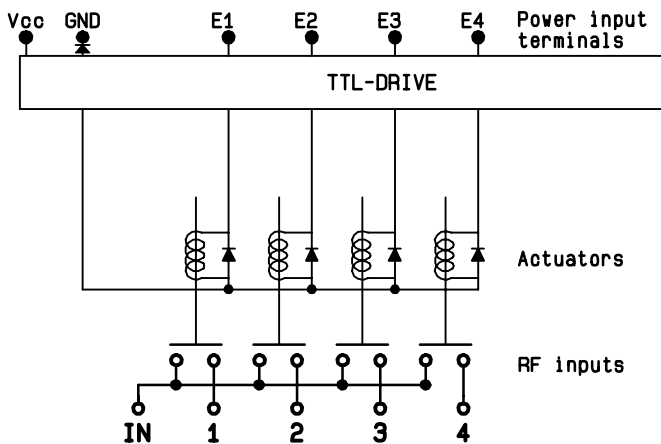 Vcc GND E1 E2 E3 E4 Power input
terminals
TTL-DRIVE
Actuators
RF inputs
IN 1 2 3 4